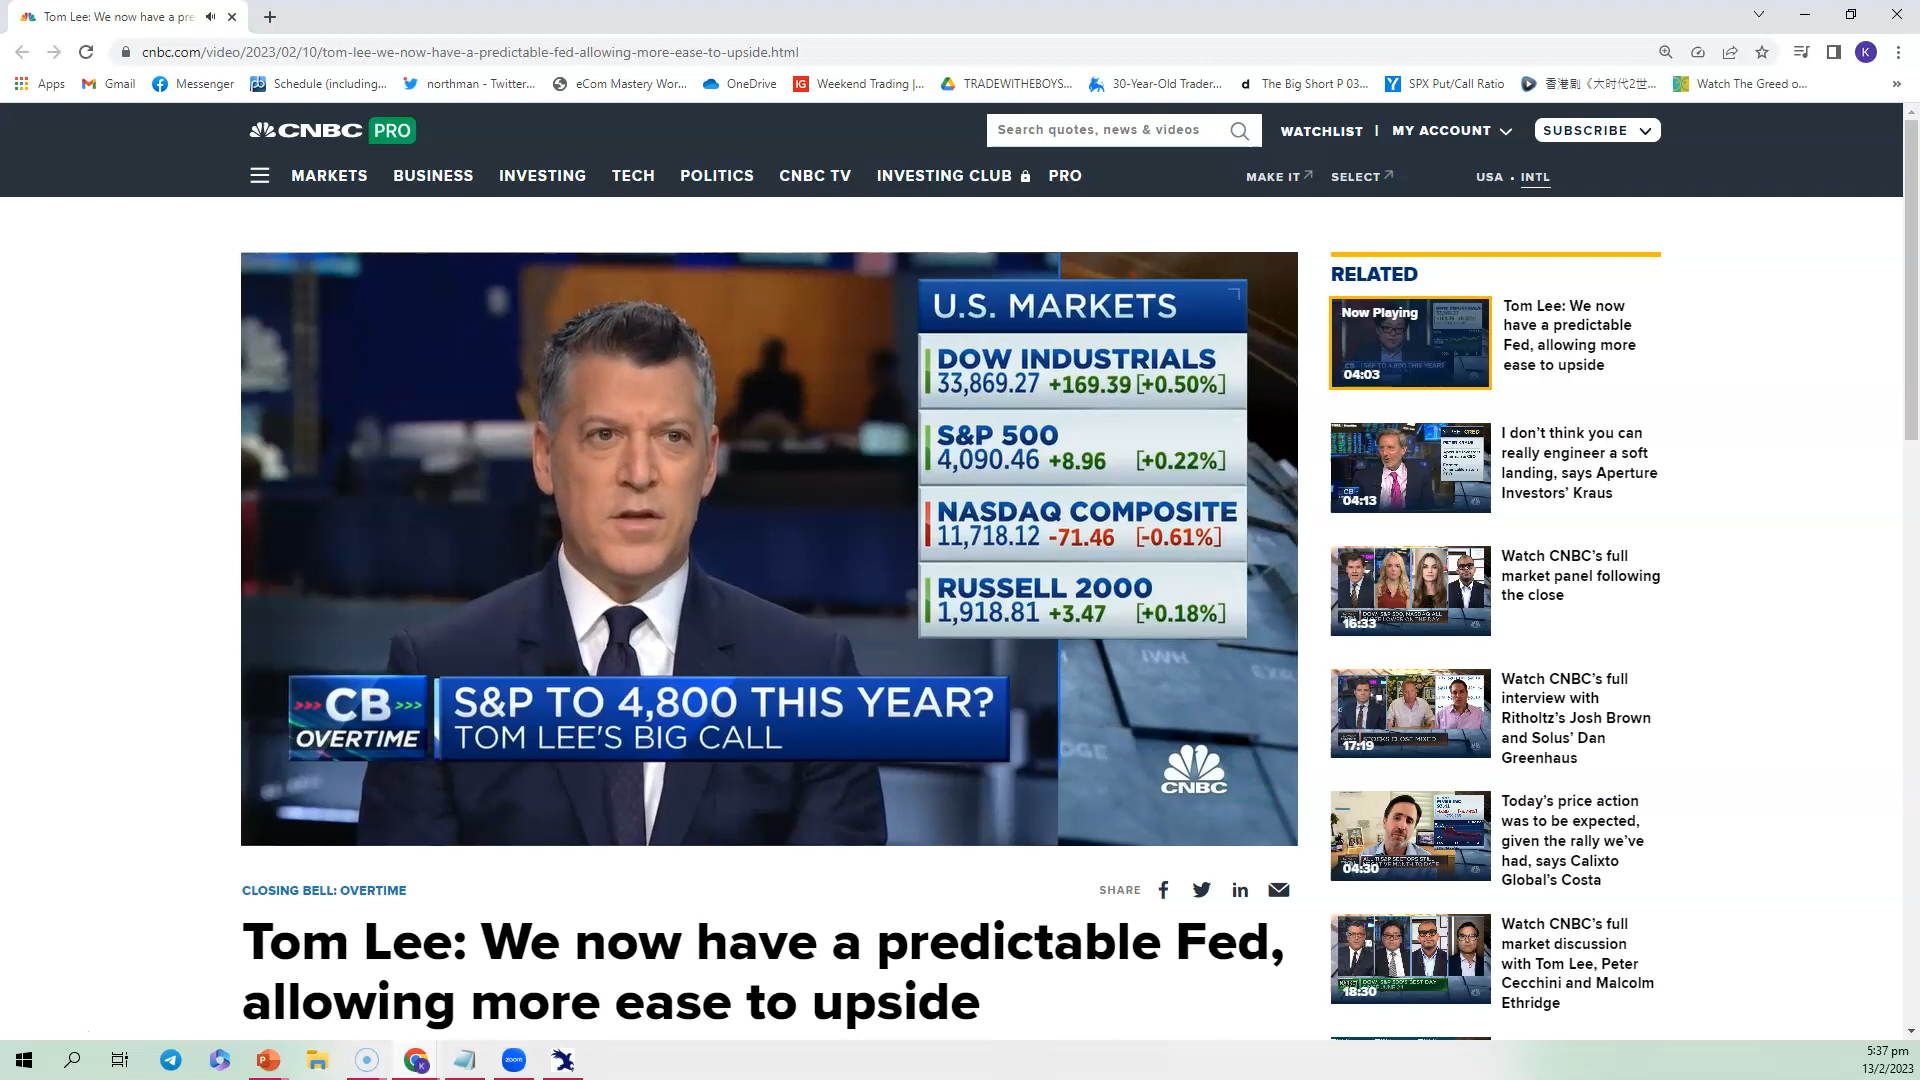 Tom Lee: We now have a pre
cnbc.com/video/2023/02/10/tom-lee-we-now-have-a-predictable-fed-allowing-more-ease-to-upside.html
K
Apps
Gmail
Messenger
Schedule (including...
northman - Twitter...
eCom Mastery Wor...
OneDrive
IG
Weekend Trading |...
TRADEWITHEBOYS...
30-Year-Old Trader...
d
The Big Short P 03...
SPX Put/Call Ratio
香港剧《大时代2世...
Watch The Greed o...
»
CNBC PRO
Search quotes, news & videos
WATCHLIST | MY ACCOUNT
SUBSCRIBE
MARKETS
BUSINESS
INVESTING
TECH
POLITICS
CNBC TV
INVESTING CLUB
PRO
MAKE IT
SELECT
USA • INTL
U.S. MARKETS
DOW INDUSTRIALS
33,869.27 +169.39 [+0.50%]
S&P 500
4,090.46 +8.96 [+0.22%]
NASDAQ COMPOSITE
11,718.12 -71.46 [-0.61%]
RUSSELL 2000
1,918.81 +3.47 [+0.18%]
>>> CB >>>
OVERTIME
S&P TO 4,800 THIS YEAR?
TOM LEE'S BIG CALL
CNBC
CLOSING BELL: OVERTIME
SHARE
Tom Lee: We now have a predictable Fed,
allowing more ease to upside
RELATED
Now Playing
04:03
Tom Lee: We now
have a predictable
Fed, allowing more
ease to upside
04:13
I don’t think you can
really engineer a soft
landing, says Aperture
Investors’ Kraus
16:33
Watch CNBC’s full
market panel following
the close
17:19
Watch CNBC’s full
interview with
Ritholtz’s Josh Brown
and Solus’ Dan
Greenhaus
04:30
Today’s price action
was to be expected,
given the rally we’ve
had, says Calixto
Global’s Costa
18:30
Watch CNBC’s full
market discussion
with Tom Lee, Peter
Cecchini and Malcolm
Ethridge
zoom
5:37 pm
13/2/2023